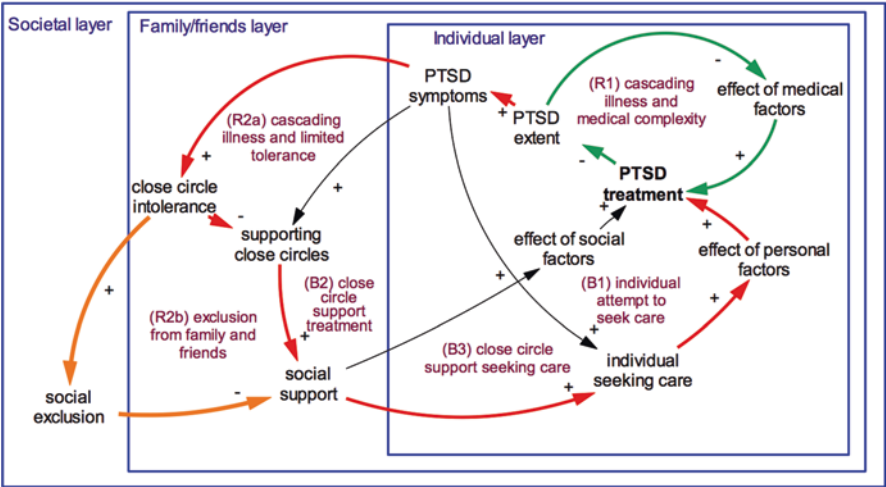 Societal layer
Family/friends layer
Individual layer
PTSD
symptoms
-
effect of medical
factors
(R1) cascading
illness and
medical complexity
+
PTSD
extent
(R2a) cascading
illness and limited
tolerance
+
+
-
PTSD
treatment
close circle
intolerance
+
-
+
supporting
close circles
effect of social
factors
+
effect of personal
factors
(B2) close
circle
support
treatment
+
(B1) individual
attempt to
seek care
+
+
(R2b) exclusion
from family and
friends
+
+
(B3) close circle
support seeking care
individual
seeking care
social
support
+
-
social
exclusion